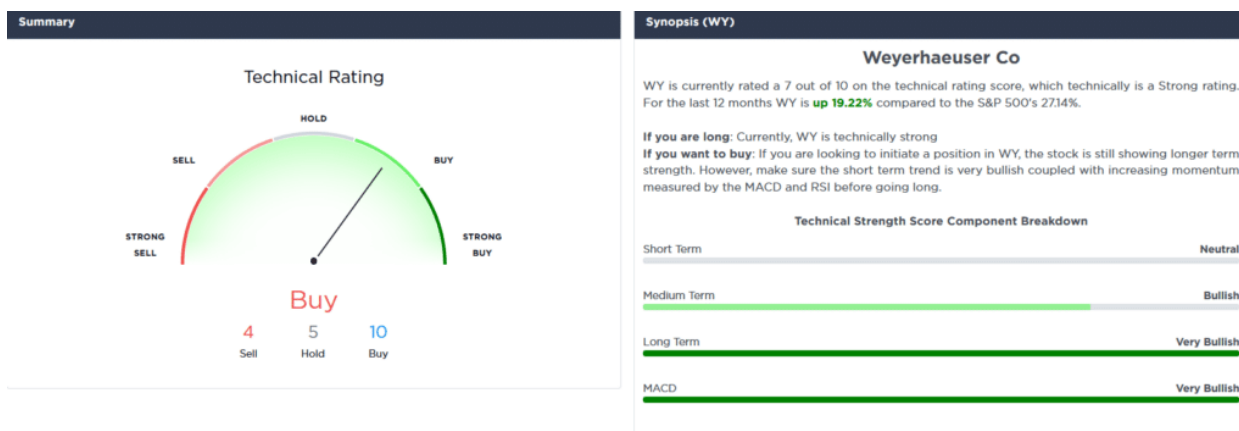 Summary
Technical Rating
HOLD
SELL
BUY
STRONG
SELL
STRONG
BUY
Buy
4 5 10
Sell Hold Buy
Synopsis (WY)
Weyerhaeuser Co
WY is currently rated a 7 out of 10 on the technical rating score, which technically is a Strong rating.
For the last 12 months WY is up 19.22% compared to the S&P 500's 27.14%.
If you are long: Currently, WY is technically strong
If you want to buy: If you are looking to initiate a position in WY, the stock is still showing longer term
strength. However, make sure the short term trend is very bullish coupled with increasing momentum
measured by the MACD and RSI before going long.
Technical Strength Score Component Breakdown
Short Term Neutral
Medium Term Bullish
Long Term Very Bullish
MACD Very Bullish